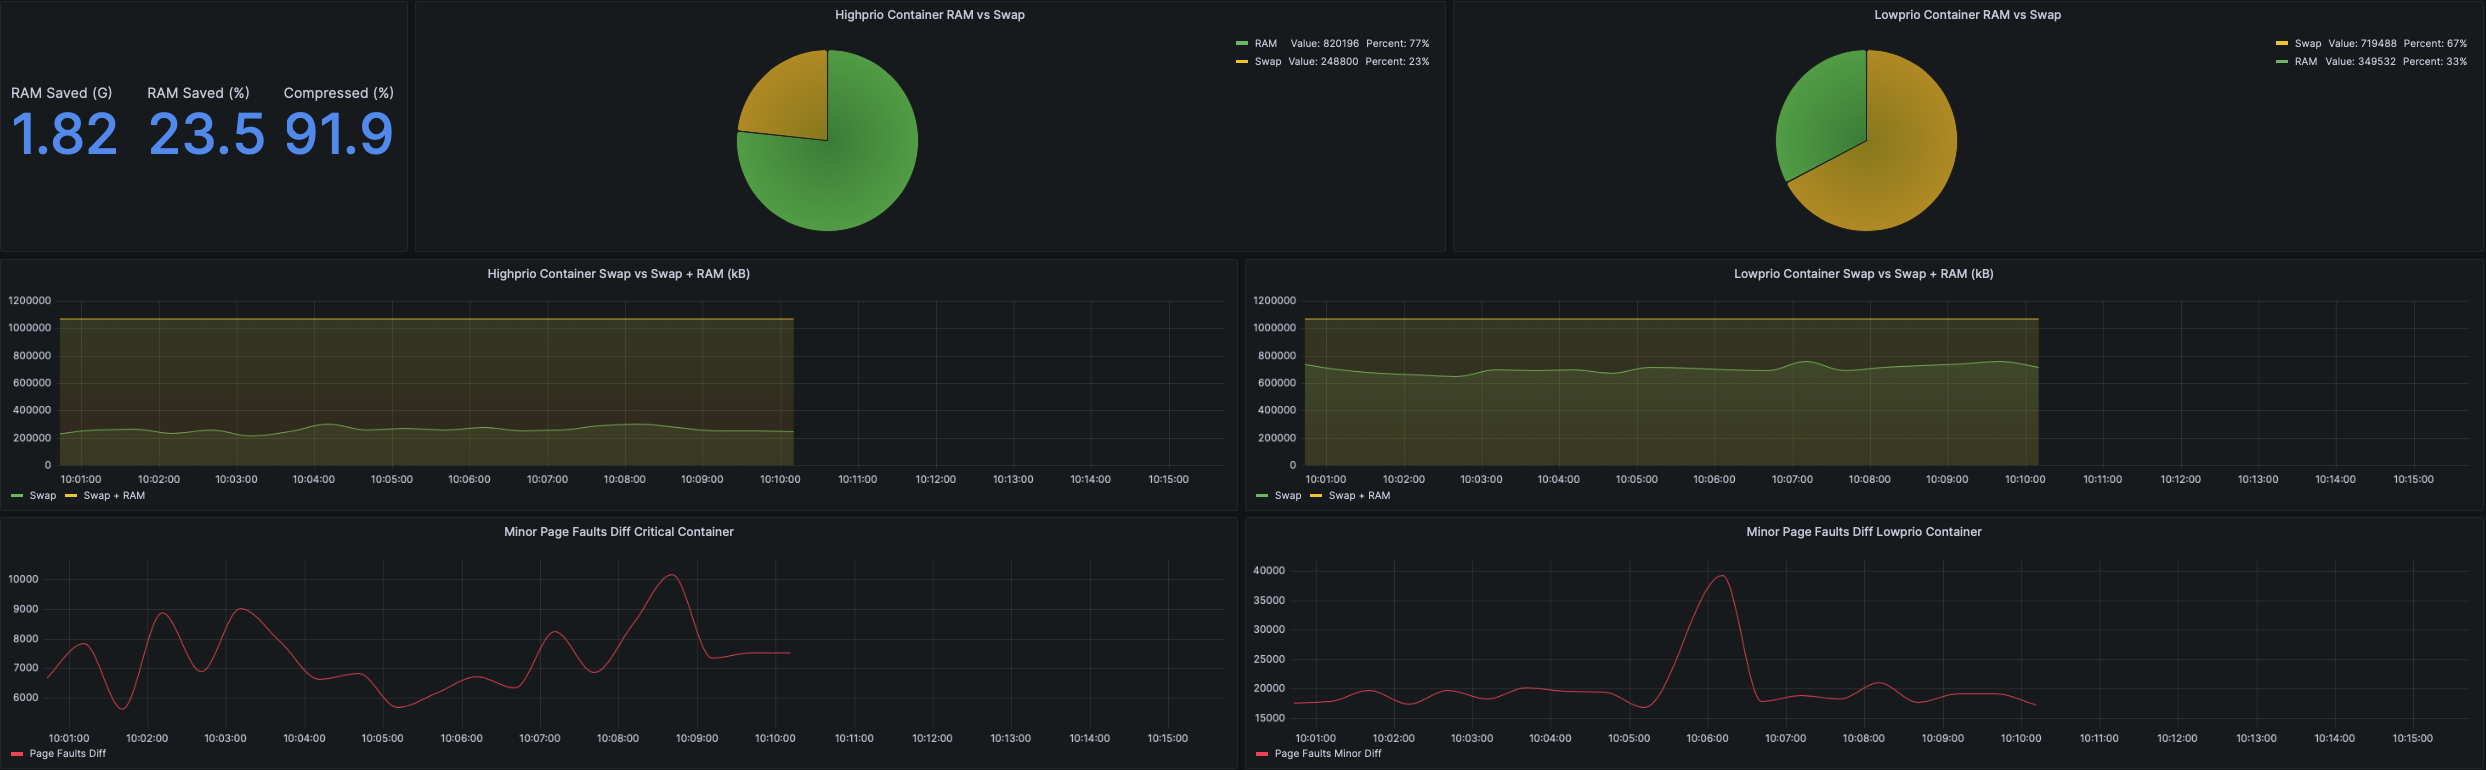 RAM Saved (G)
1.82
RAM Saved (%)
23.5
Compressed (%)
91.9
Highprio Container RAM vs Swap
RAM Value: 820196 Percent: 77%
Swap Value: 248800 Percent: 23%
Lowprio Container RAM vs Swap
Swap Value: 719488 Percent: 67%
RAM Value: 349532 Percent: 33%
Highprio Container Swap vs Swap + RAM (kB)
1200000
1000000
800000
600000
400000
200000
0
10:01:00 10:02:00 10:03:00 10:04:00 10:05:00 10:06:00 10:07:00 10:08:00 10:09:00 10:10:00 10:11:00 10:12:00 10:13:00 10:14:00 10:15:00
Swap Swap + RAM
Lowprio Container Swap vs Swap + RAM (kB)
1200000
1000000
800000
600000
400000
200000
0
10:01:00 10:02:00 10:03:00 10:04:00 10:05:00 10:06:00 10:07:00 10:08:00 10:09:00 10:10:00 10:11:00 10:12:00 10:13:00 10:14:00 10:15:00
Swap Swap + RAM
Minor Page Faults Diff Critical Container
10000
9000
8000
7000
6000
10:01:00 10:02:00 10:03:00 10:04:00 10:05:00 10:06:00 10:07:00 10:08:00 10:09:00 10:10:00 10:11:00 10:12:00 10:13:00 10:14:00 10:15:00
Page Faults Diff
Minor Page Faults Diff Lowprio Container
40000
35000
30000
25000
20000
15000
10:01:00 10:02:00 10:03:00 10:04:00 10:05:00 10:06:00 10:07:00 10:08:00 10:09:00 10:10:00 10:11:00 10:12:00 10:13:00 10:14:00 10:15:00
Page Faults Minor Diff